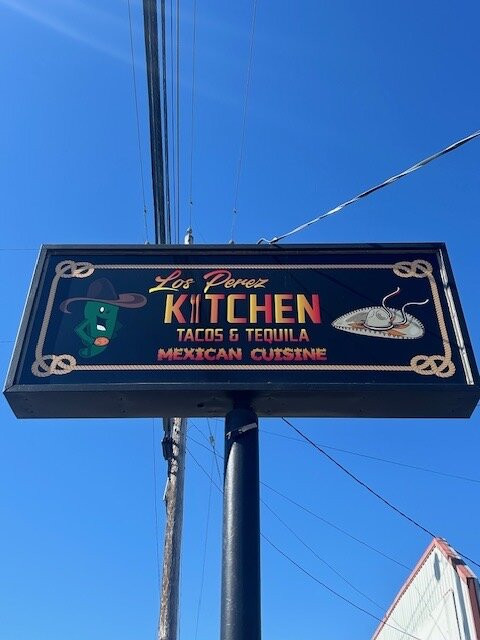 Los Perez
KITCHEN
TACOS & TEQUILA
MEXICAN CUISINE